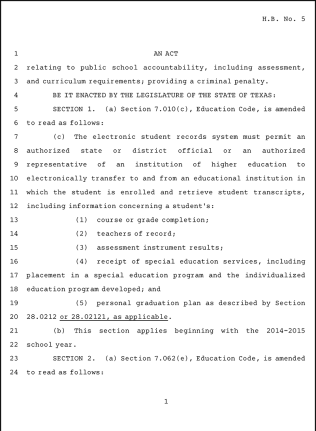 H.B. No. 5
1 AN ACT
2 relating to public school accountability, including assessment,
3 and curriculum requirements; providing a criminal penalty.
4 BE IT ENACTED BY THE LEGISLATURE OF THE STATE OF TEXAS:
5 SECTION 1. (a) Section 7.010(c), Education Code, is amended
6 to read as follows:
7 (c) The electronic student records system must permit an
8 authorized state or district official or an authorized
9 representative of an institution of higher education to
10 electronically transfer to and from an educational institution in
11 which the student is enrolled and retrieve student transcripts,
12 including information concerning a student's:
13 (1) course or grade completion;
14 (2) teachers of record;
15 (3) assessment instrument results;
16 (4) receipt of special education services, including
17 placement in a special education program and the individualized
18 education program developed; and
19 (5) personal graduation plan as described by Section
20 28.0212 or 28.02121, as applicable.
21 (b) This section applies beginning with the 2014-2015
22 school year.
23 SECTION 2. (a) Section 7.062(e), Education Code, is amended
24 to read as follows:
1